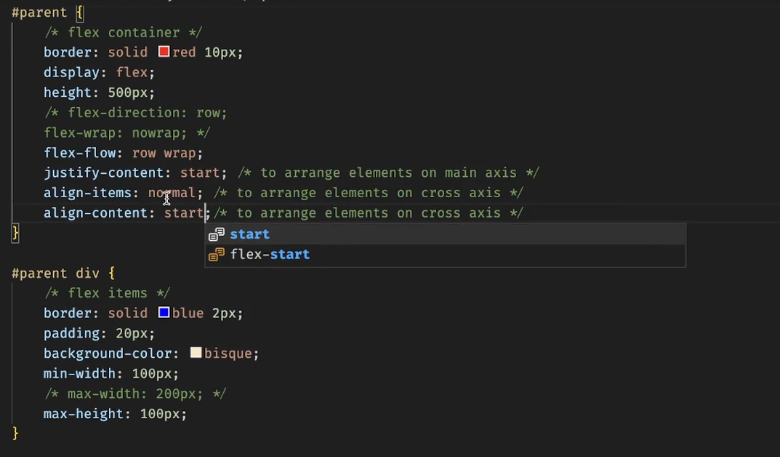 #parent {
/* flex container */
border: solid red 10px;
display: flex;
height: 500px;
/* flex-direction: row;
flex-wrap: nowrap; */
flex-flow: row wrap;
justify-content: start; /* to arrange elements on main axis */
align-items: normal; /* to arrange elements on cross axis */
align-content: start;/* to arrange elements on cross axis */
start
flex-start
}
#parent div {
/* flex items */
border: solid blue 2px;
padding: 20px;
background-color: bisque;
min-width: 100px;
/* max-width: 200px; */
max-height: 100px;
}